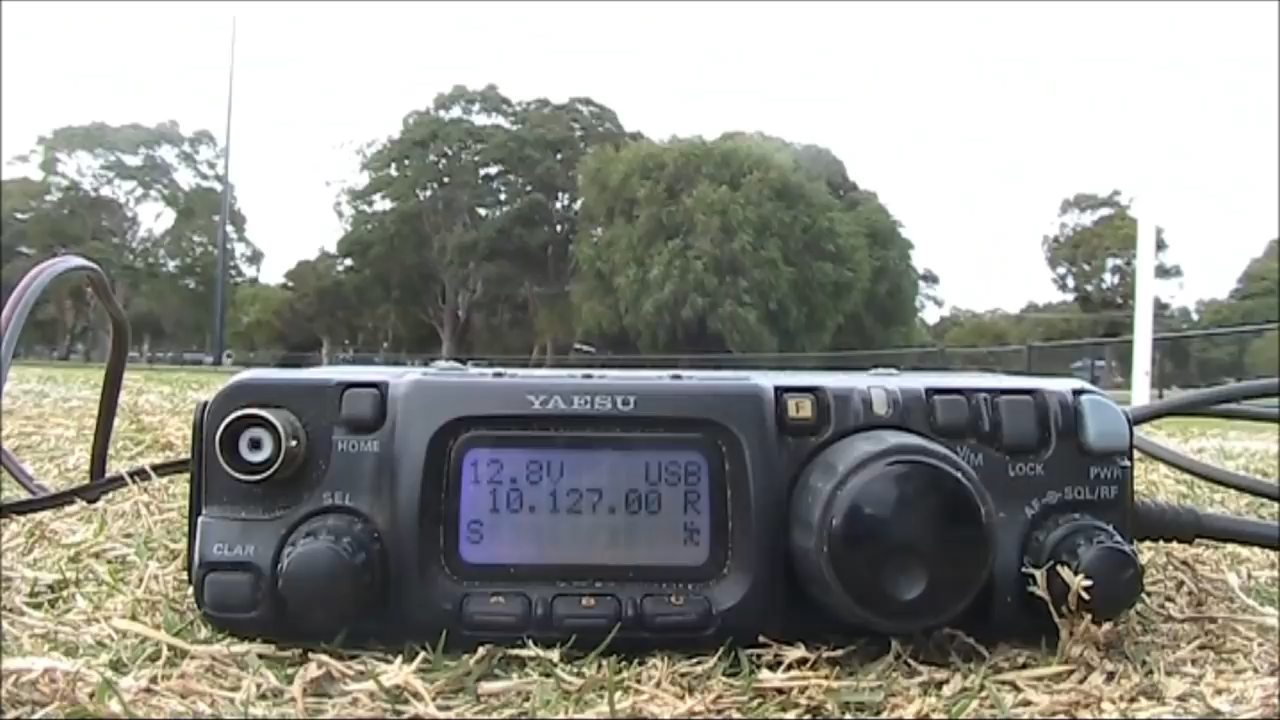 YAESU
F
HOME
V/M
LOCK
PWR
12.8V USB
10.127.00 R
S
SEL
AF SQL/RF
CLAR
A B C